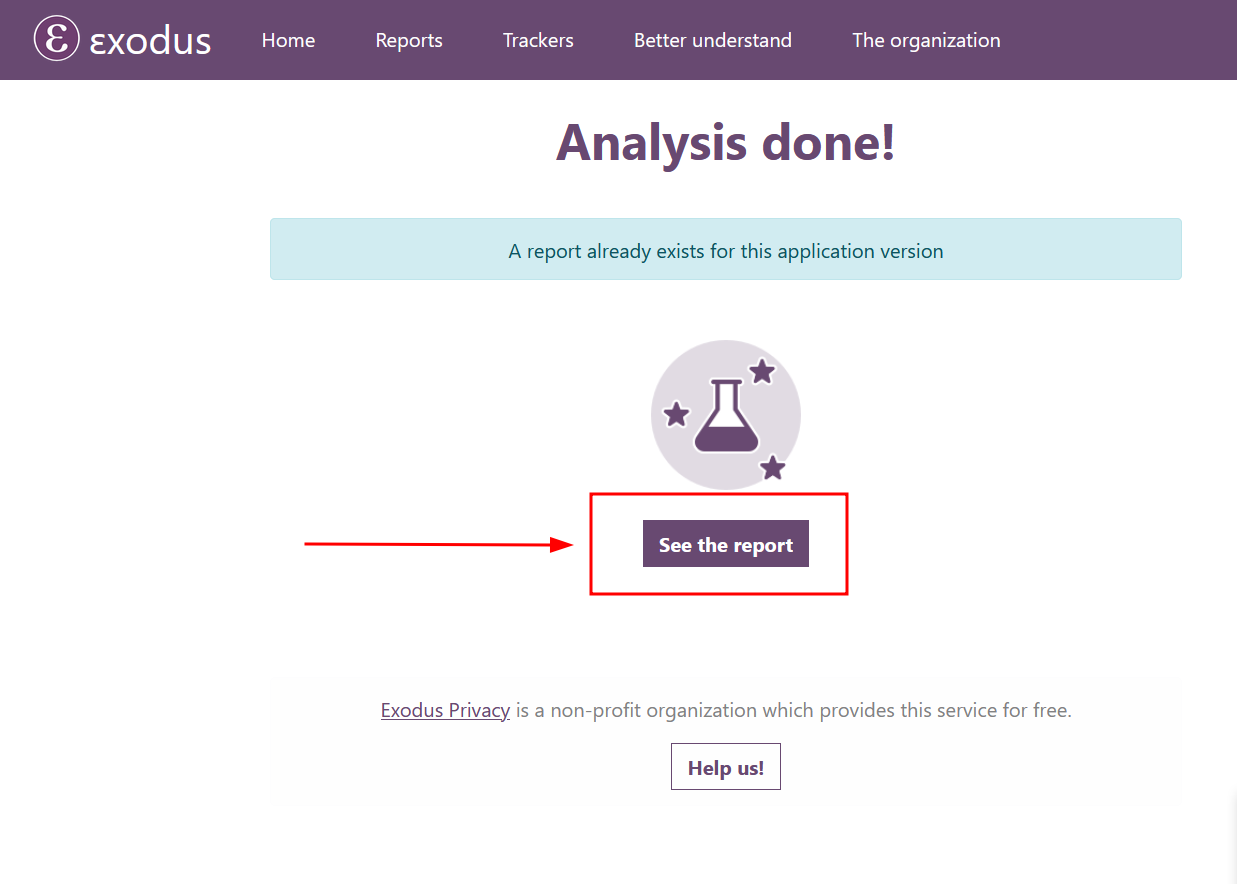 ε εxodus Home Reports Trackers Better understand The organization
Analysis done!
A report already exists for this application version
See the report
Exodus Privacy is a non-profit organization which provides this service for free.
Help us!